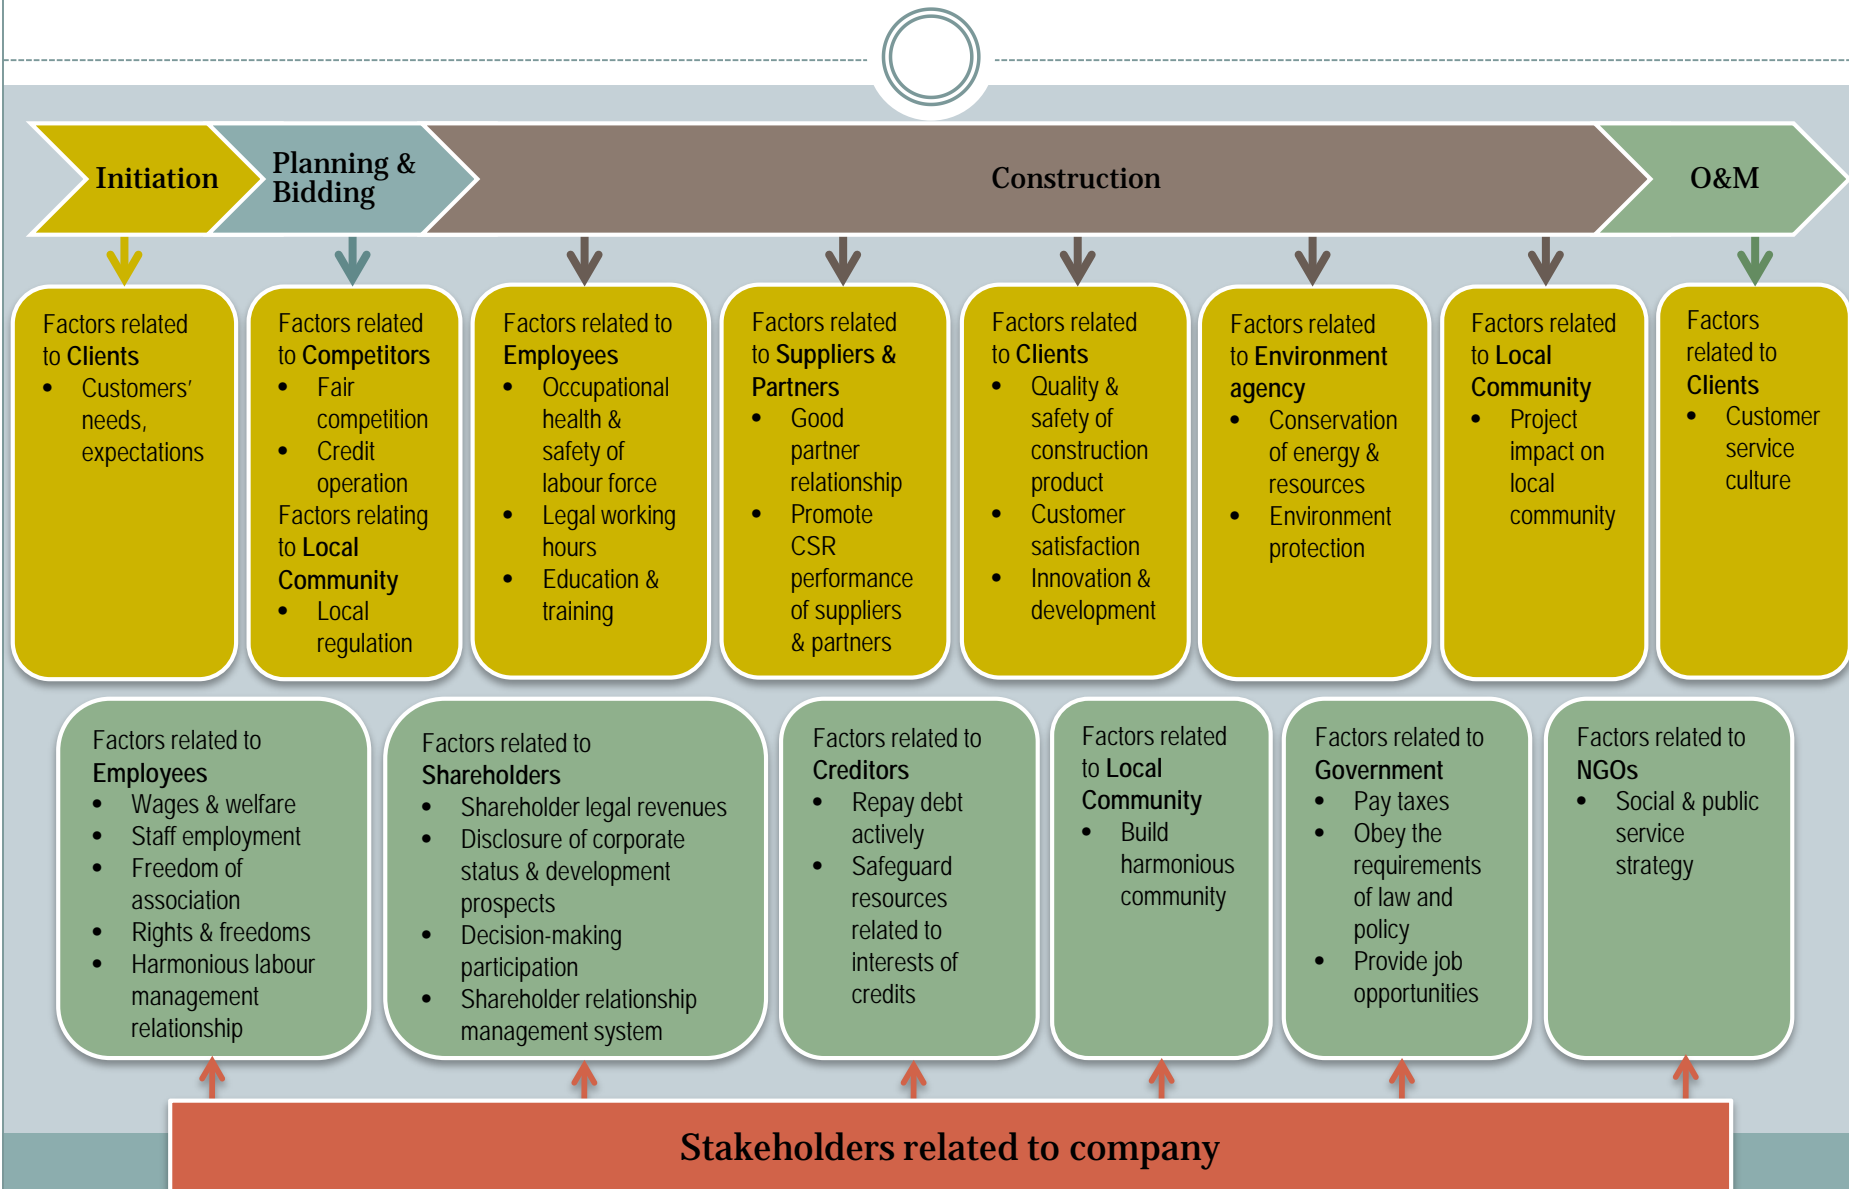 Initiation
Planning &
Bidding
Construction
O&M
Factors related
to Clients
• Customers'
needs,
expectations
Factors related
to Competitors
• Fair
competition
• Credit
operation
Factors relating
to Local
Community
• Local
regulation
Factors related to
Employees
• Occupational
health &
safety of
labour force
• Legal working
hours
• Education &
training
Factors related
to Suppliers &
Partners
• Good
partner
relationship
• Promote
CSR
performance
of suppliers
& partners
Factors related
to Clients
• Quality &
safety of
construction
product
• Customer
satisfaction
• Innovation &
development
Factors related
to Environment
agency
• Conservation
of energy &
resources
• Environment
protection
Factors related
to Local
Community
• Project
impact on
local
community
Factors
related to
Clients
• Customer
service
culture
Factors related to
Employees
• Wages & welfare
• Staff employment
• Freedom of
association
• Rights & freedoms
• Harmonious labour
management
relationship
Factors related to
Shareholders
• Shareholder legal revenues
• Disclosure of corporate
status & development
prospects
• Decision-making
participation
• Shareholder relationship
management system
Factors related to
Creditors
• Repay debt
actively
• Safeguard
resources
related to
interests of
credits
Factors related
to Local
Community
• Build
harmonious
community
Factors related to
Government
• Pay taxes
• Obey the
requirements
of law and
policy
• Provide job
opportunities
Factors related to
NGOs
• Social & public
service
strategy
Stakeholders related to company